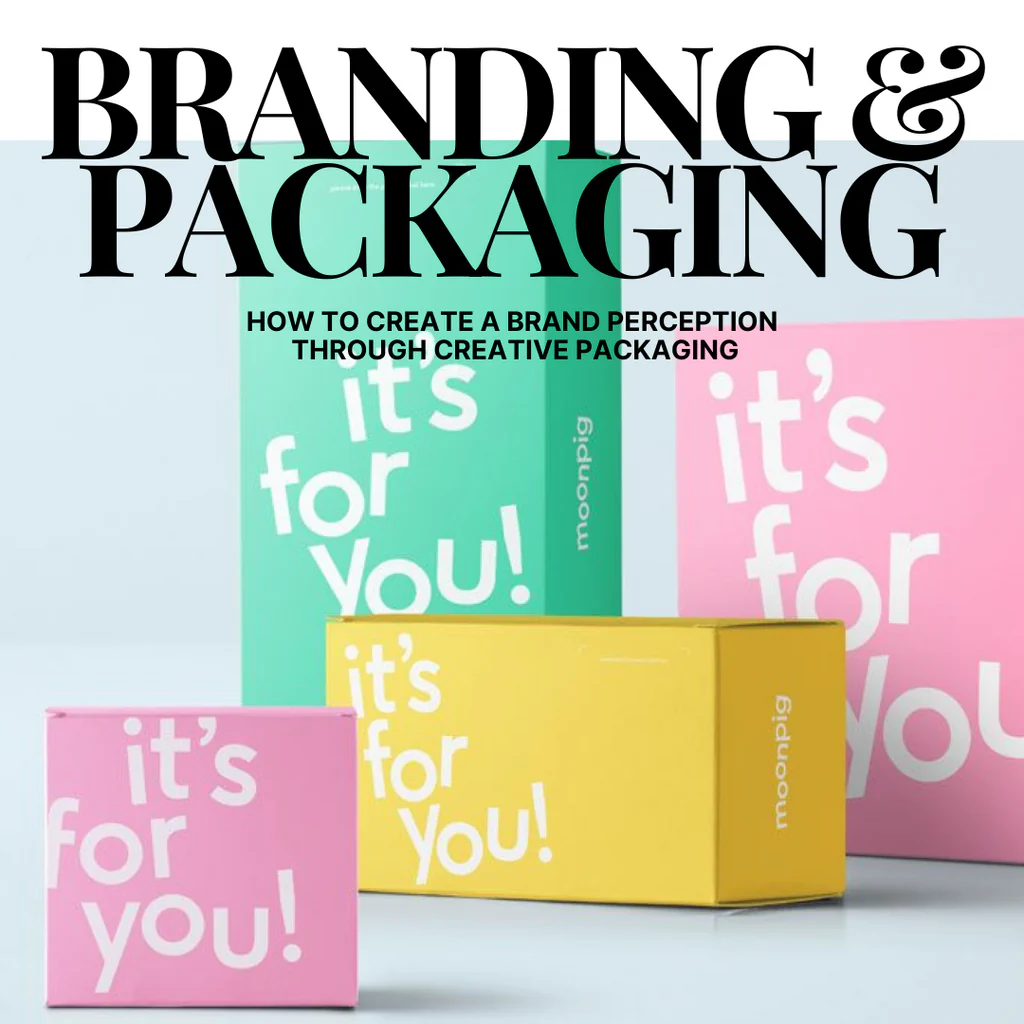 BRANDING &
PACKAGING
HOW TO CREATE A BRAND PERCEPTION
THROUGH CREATIVE PACKAGING
it's
for
you!
moonpig
it's
for
you
it's
for
you!
moonpig
it's
for
you!